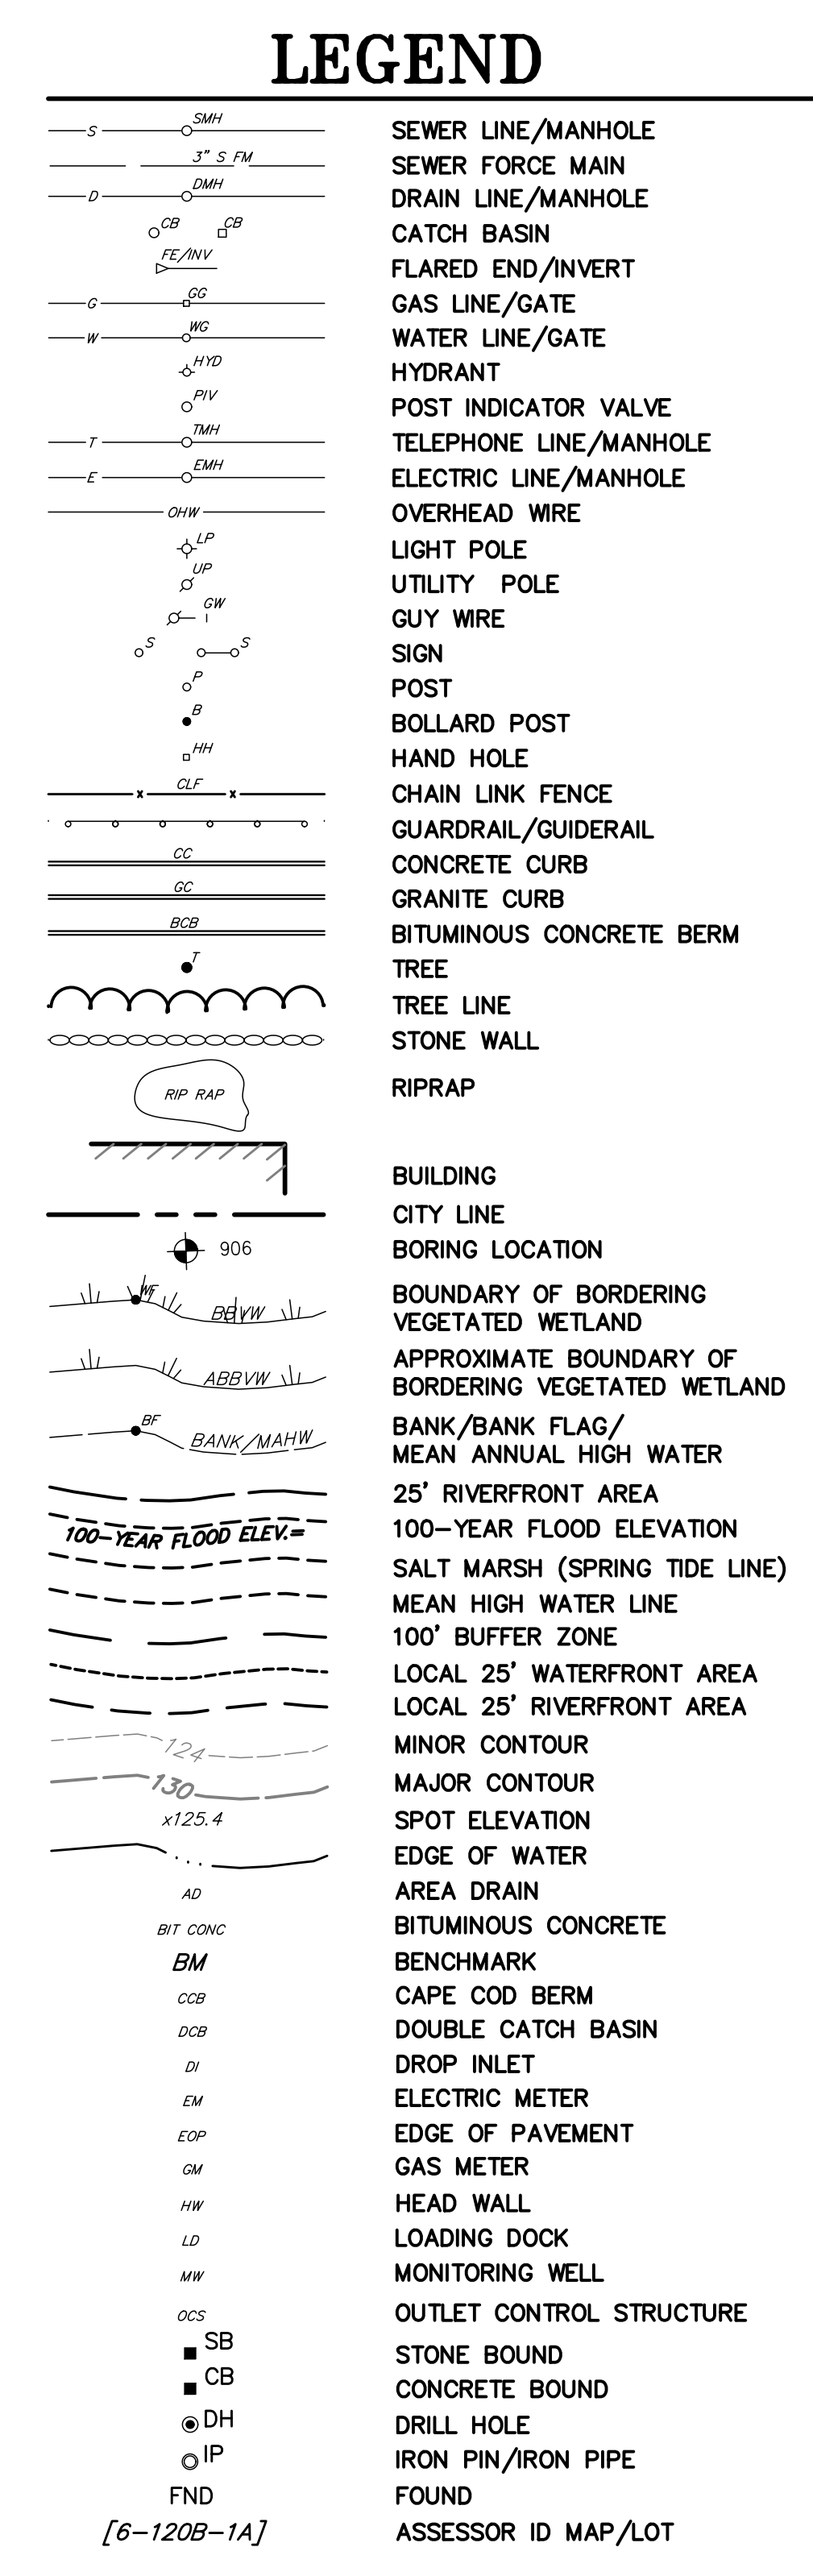 LEGEND
S SMH SEWER LINE/MANHOLE
3" S FM SEWER FORCE MAIN
D DMH DRAIN LINE/MANHOLE
CB CB CATCH BASIN
FE/INV FLARED END/INVERT
G GG GAS LINE/GATE
W WG WATER LINE/GATE
HYD HYDRANT
PIV POST INDICATOR VALVE
T TMH TELEPHONE LINE/MANHOLE
E EMH ELECTRIC LINE/MANHOLE
OHW OVERHEAD WIRE
LP LIGHT POLE
UP UTILITY POLE
GW GUY WIRE
S S SIGN
P POST
B BOLLARD POST
HH HAND HOLE
CLF CHAIN LINK FENCE
GUARDRAIL/GUIDERAIL
CC CONCRETE CURB
GC GRANITE CURB
BCB BITUMINOUS CONCRETE BERM
T TREE
TREE LINE
STONE WALL
RIP RAP RIPRAP
BUILDING
CITY LINE
906 BORING LOCATION
WF BBVW BOUNDARY OF BORDERING
VEGETATED WETLAND
ABBVW APPROXIMATE BOUNDARY OF
BORDERING VEGETATED WETLAND
BF BANK/MAHW BANK/BANK FLAG/
MEAN ANNUAL HIGH WATER
25' RIVERFRONT AREA
100-YEAR FLOOD ELEV.= 100-YEAR FLOOD ELEVATION
SALT MARSH (SPRING TIDE LINE)
MEAN HIGH WATER LINE
100' BUFFER ZONE
LOCAL 25' WATERFRONT AREA
LOCAL 25' RIVERFRONT AREA
124 MINOR CONTOUR
130 MAJOR CONTOUR
x125.4 SPOT ELEVATION
EDGE OF WATER
AD AREA DRAIN
BIT CONC BITUMINOUS CONCRETE
BM BENCHMARK
CCB CAPE COD BERM
DCB DOUBLE CATCH BASIN
DI DROP INLET
EM ELECTRIC METER
EOP EDGE OF PAVEMENT
GM GAS METER
HW HEAD WALL
LD LOADING DOCK
MW MONITORING WELL
OCS OUTLET CONTROL STRUCTURE
SB STONE BOUND
CB CONCRETE BOUND
DH DRILL HOLE
IP IRON PIN/IRON PIPE
FND FOUND
[6-120B-1A] ASSESSOR ID MAP/LOT